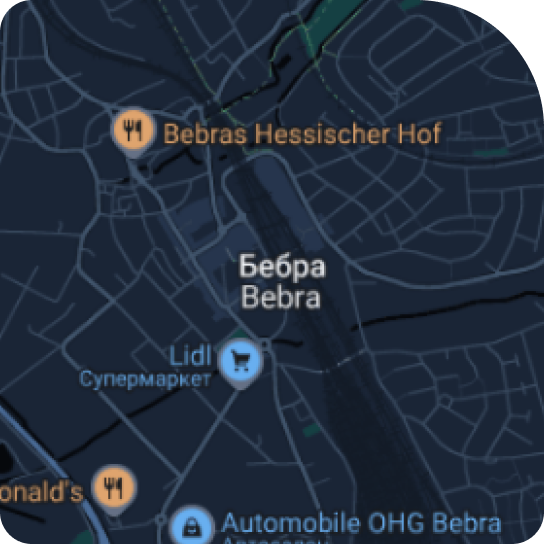 Bebras Hessischer Hof
Бебра
Bebra
Lidl
Супермаркет
onald's
Automobile OHG Bebra